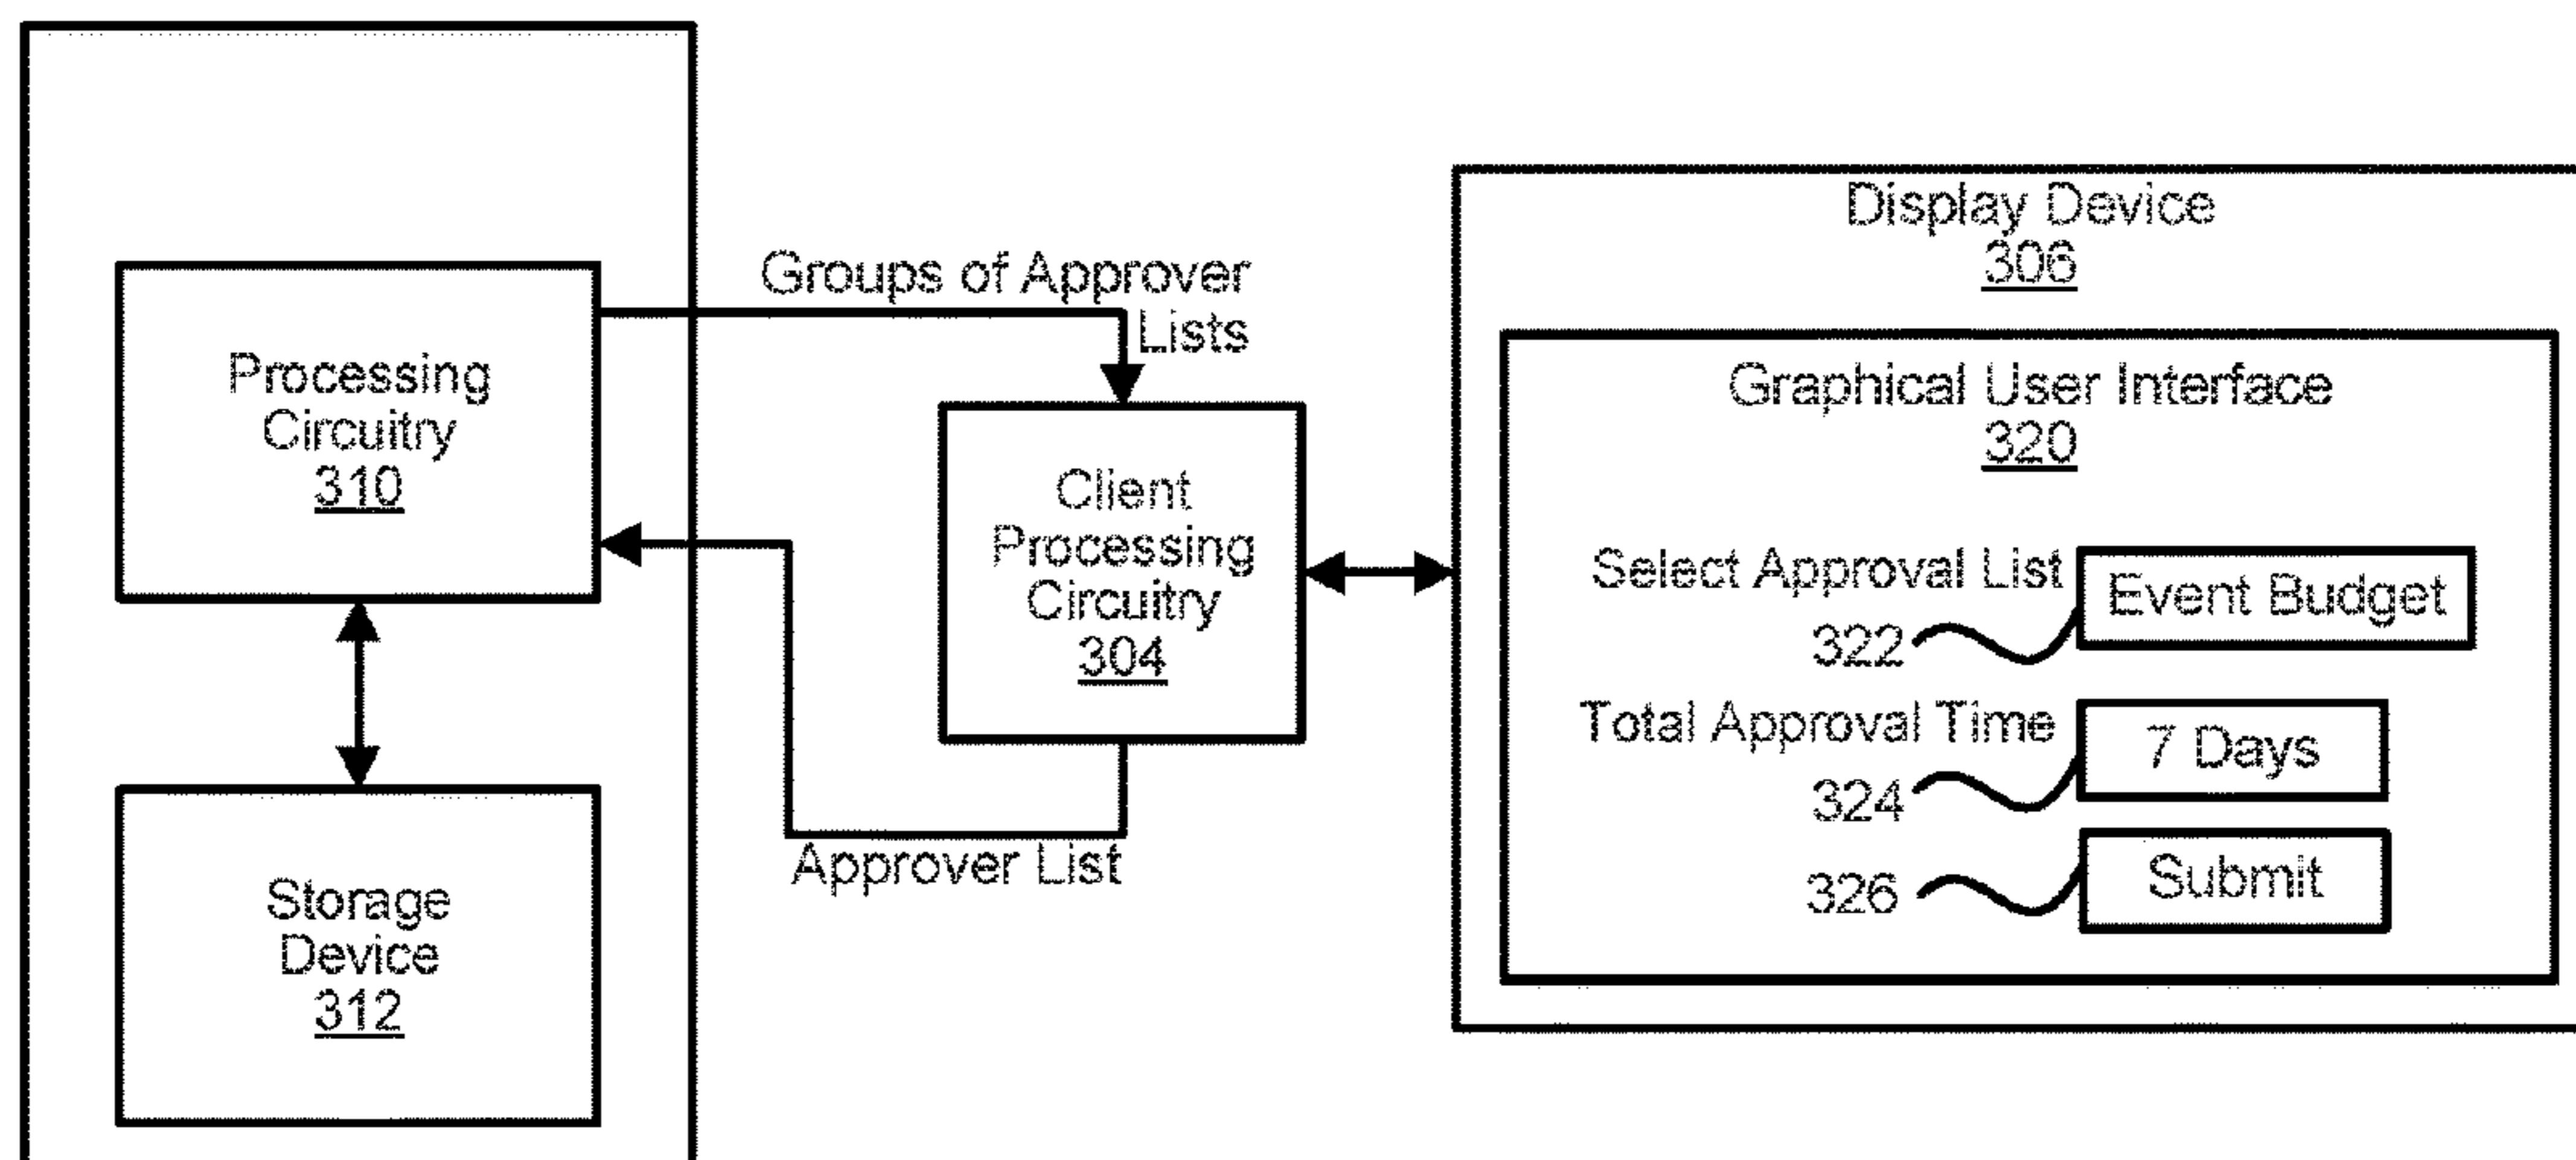 Processing
Circuitry
310
Storage
Device
312
Groups of Approver
Lists
Client
Processing
Circuitry
304
Approver List
Display Device
306
Graphical User Interface
320
Select Approval List
Event Budget
322
Total Approval Time
7 Days
324
Submit
326